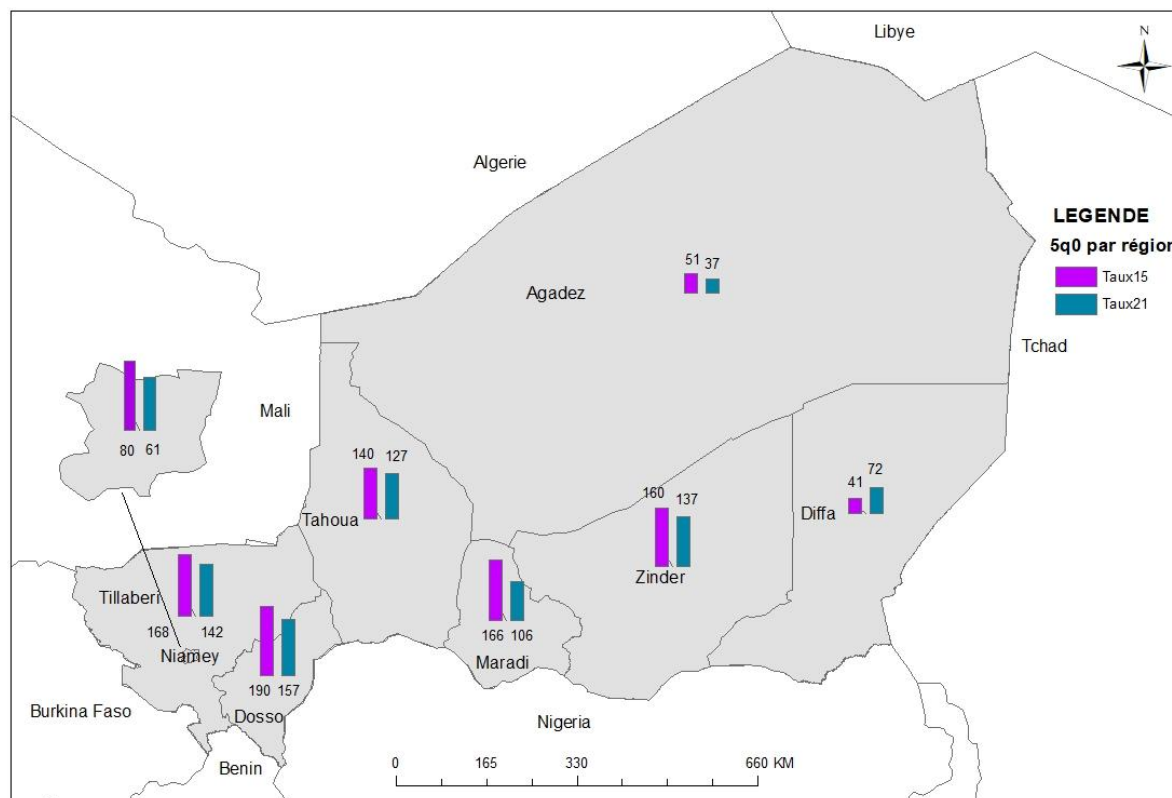 Libye
N
Algerie
LEGENDE
5q0 par région
Taux15
Taux21
51 37
Agadez
Tchad
Mali
80 61
140 127
Tahoua
160 137
Zinder
41 72
Diffa
Tillaberi
168 142
Niamey
166 106
Maradi
190 157
Dosso
Burkina Faso
Nigeria
Benin
0 165 330 660 KM